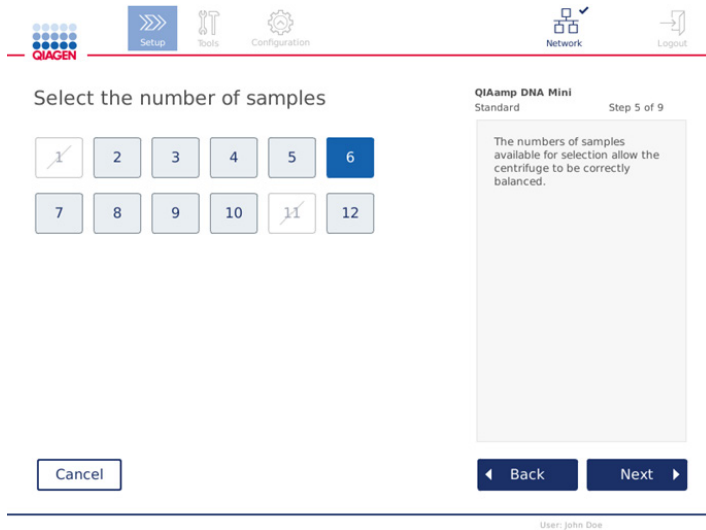 QIAGEN
Setup
Tools
Configuration
Network
Logout
Select the number of samples
1
2
3
4
5
6
7
8
9
10
11
12
QIAamp DNA Mini
Standard
Step 5 of 9
The numbers of samples
available for selection allow the
centrifuge to be correctly
balanced.
Cancel
Back
Next
User: John Doe